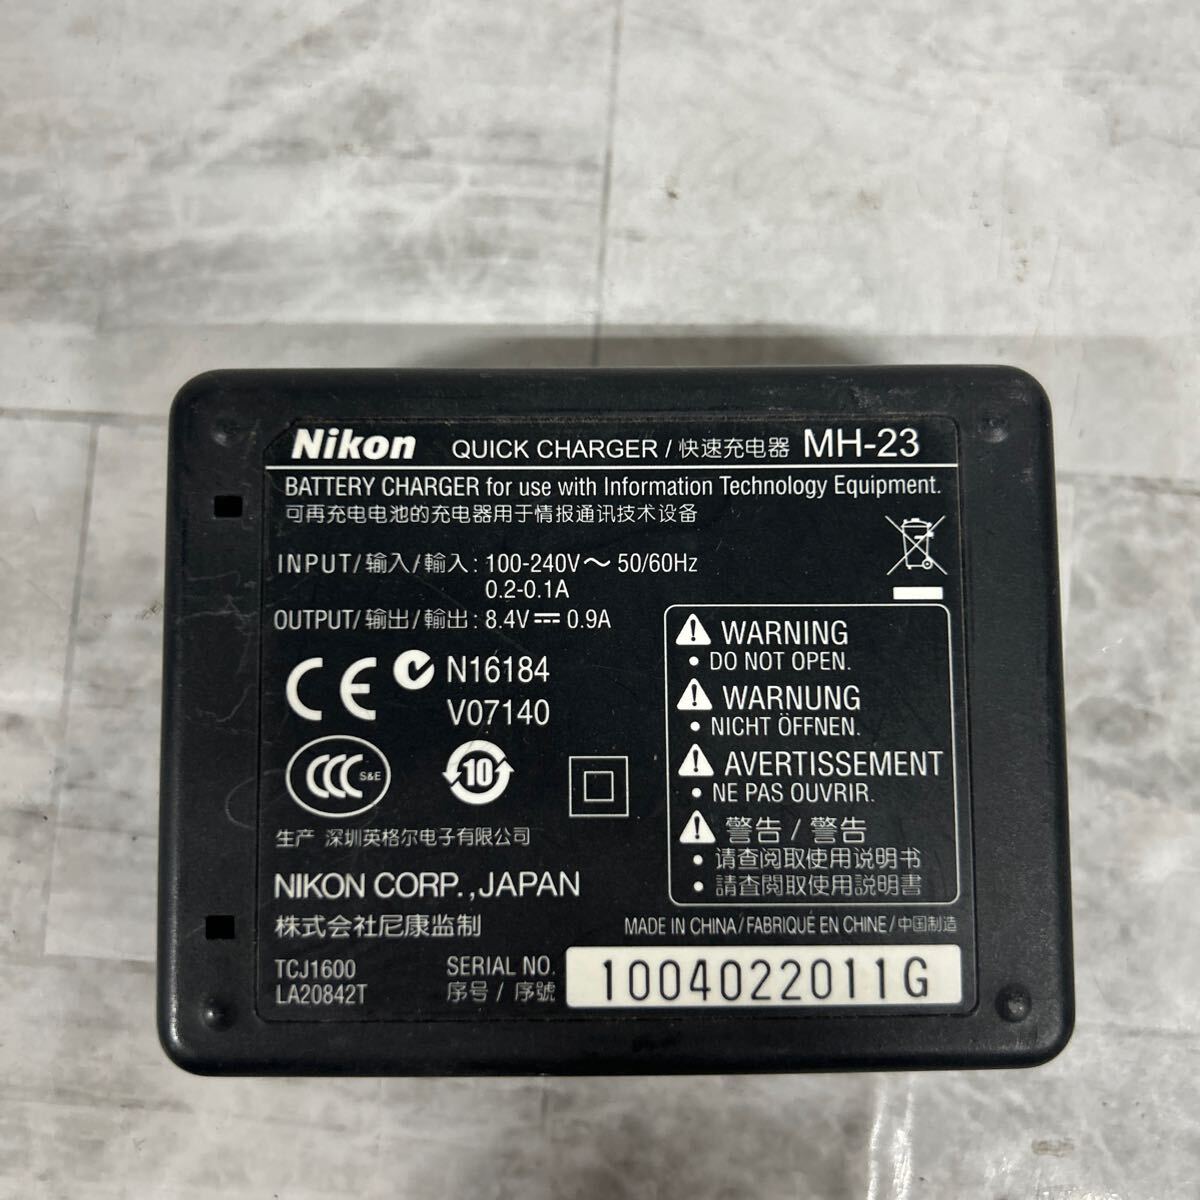 Nikon QUICK CHARGER / 快速充电器 MH-23
BATTERY CHARGER for use with Information Technology Equipment.
可再充电电池的充电器用于情报通讯技术设备
INPUT/输入/輸入: 100-240V～ 50/60Hz
0.2-0.1A
OUTPUT/输出/輸出: 8.4V⎓ 0.9A
CE N16184
V07140
CCC S&E 10
生产 深圳英格尔电子有限公司
NIKON CORP., JAPAN
株式会社尼康监制
TCJ1600
LA20842T
WARNING
• DO NOT OPEN.
WARNUNG
• NICHT ÖFFNEN.
AVERTISSEMENT
• NE PAS OUVRIR.
警告 / 警告
• 请查阅取使用说明书
• 請查閱取使用説明書
MADE IN CHINA/FABRIQUÉ EN CHINE/中国制造
SERIAL NO.
序号 / 序號
1004022011G